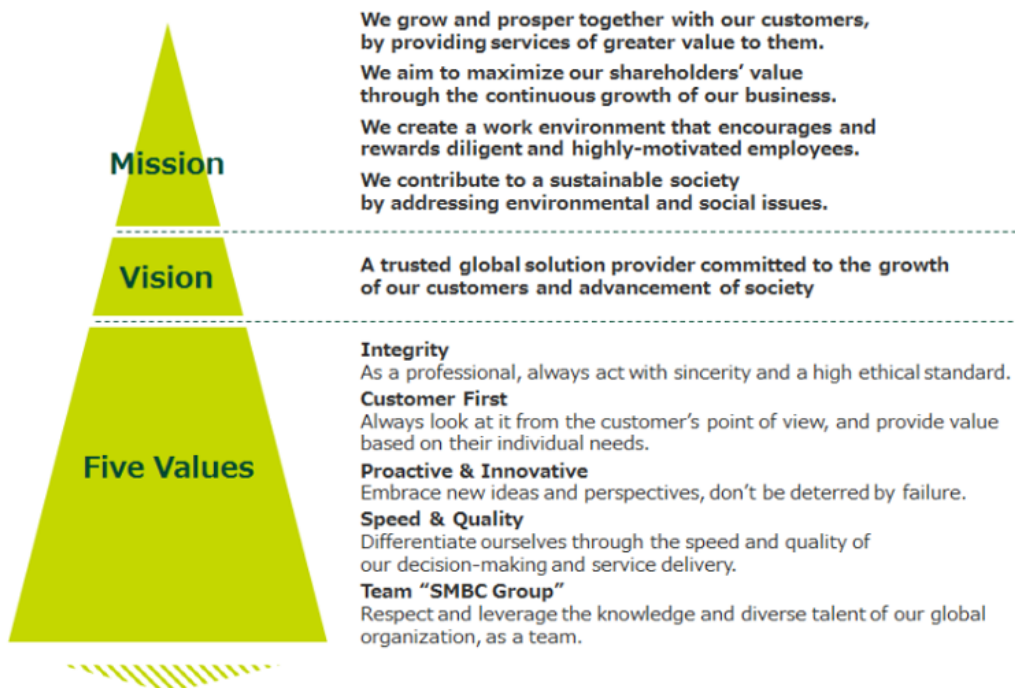 We grow and prosper together with our customers,
by providing services of greater value to them.
We aim to maximize our shareholders' value
through the continuous growth of our business.
We create a work environment that encourages and
rewards diligent and highly-motivated employees.
We contribute to a sustainable society
by addressing environmental and social issues.
Mission
Vision
A trusted global solution provider committed to the growth
of our customers and advancement of society
Five Values
Integrity
As a professional, always act with sincerity and a high ethical standard.
Customer First
Always look at it from the customer's point of view, and provide value
based on their individual needs.
Proactive & Innovative
Embrace new ideas and perspectives, don't be deterred by failure.
Speed & Quality
Differentiate ourselves through the speed and quality of
our decision-making and service delivery.
Team “SMBC Group”
Respect and leverage the knowledge and diverse talent of our global
organization, as a team.